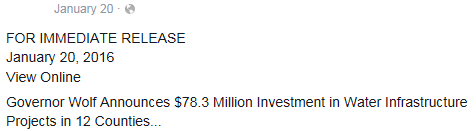 January 20 ·
FOR IMMEDIATE RELEASE
January 20, 2016
View Online
Governor Wolf Announces $78.3 Million Investment in Water Infrastructure
Projects in 12 Counties...